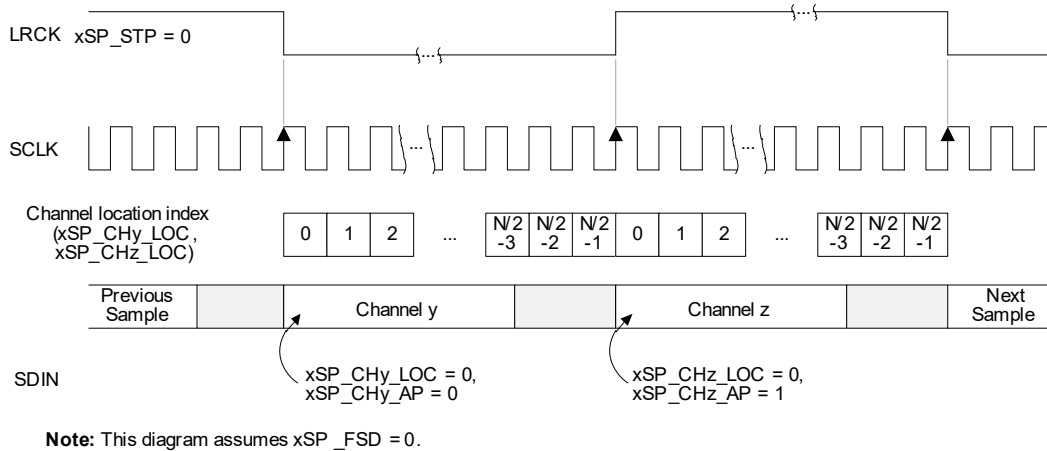 LRCK xSP_STP = 0
...
...
SCLK
...
...
Channel location index
(xSP_CHy_LOC,
xSP_CHz_LOC)
0 1 2 ... N/2 -3 N/2 -2 N/2 -1 0 1 2 ... N/2 -3 N/2 -2 N/2 -1
Previous
Sample
Channel y
Channel z
Next
Sample
SDIN
xSP_CHy_LOC = 0,
xSP_CHy_AP = 0
xSP_CHz_LOC = 0,
xSP_CHz_AP = 1
Note: This diagram assumes xSP_FSD = 0.